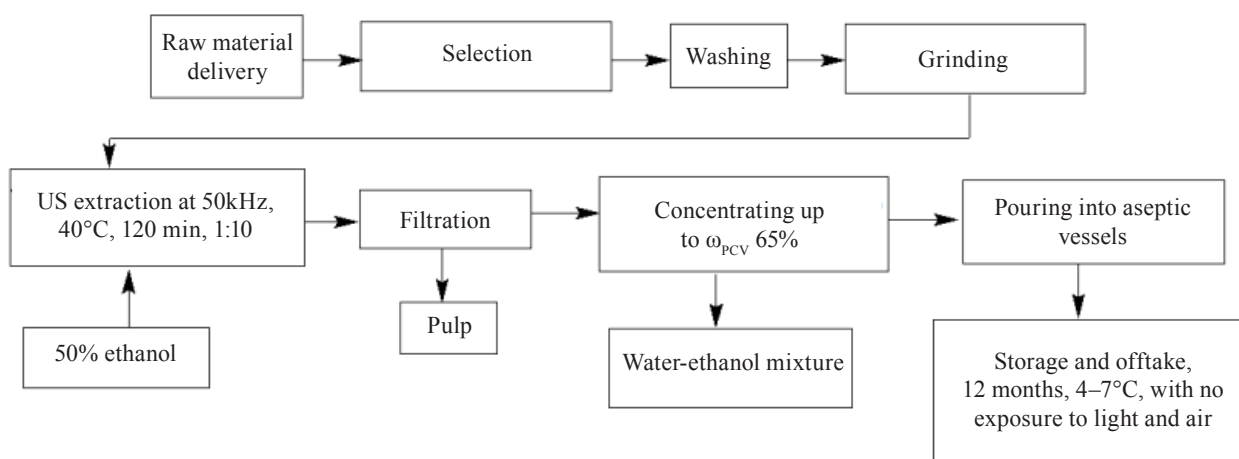 Raw material
delivery
Selection
Washing
Grinding
US extraction at 50kHz,
40°C, 120 min, 1:10
Filtration
Concentrating up
to ω_PCV 65%
Pouring into aseptic
vessels
50% ethanol
Pulp
Water-ethanol mixture
Storage and offtake,
12 months, 4–7°C, with no
exposure to light and air